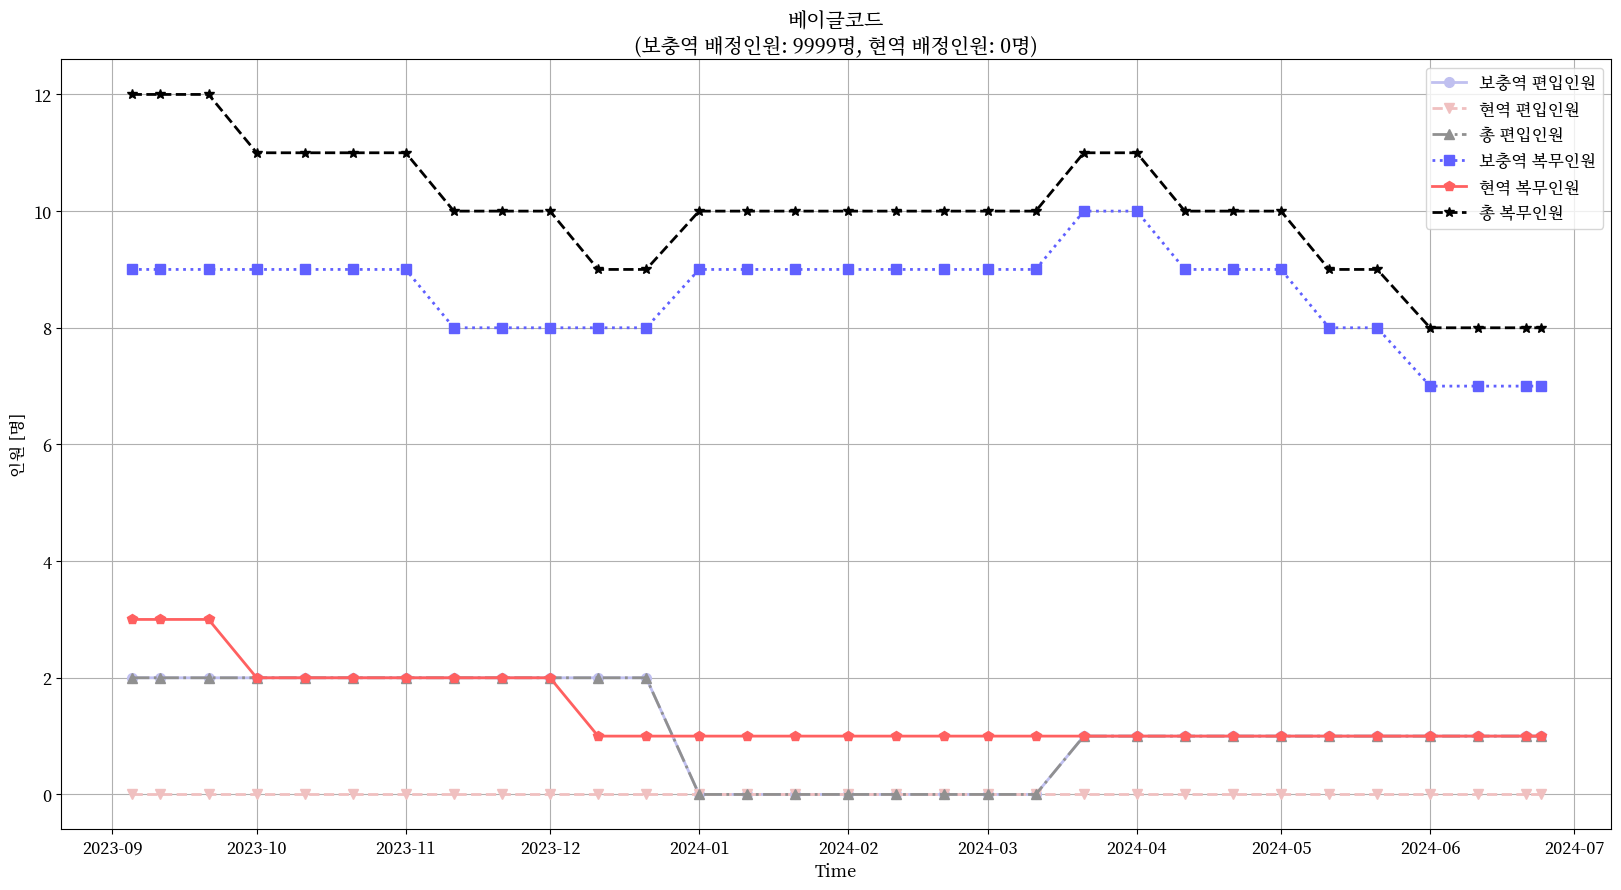 베이글코드
(보충역 배정인원: 9999명, 현역 배정인원: 0명)
보충역 편입인원
현역 편입인원
총 편입인원
보충역 복무인원
현역 복무인원
총 복무인원
12
10
8
6
4
2
0
인원 [명]
2023-09 2023-10 2023-11 2023-12 2024-01 2024-02 2024-03 2024-04 2024-05 2024-06 2024-07
Time